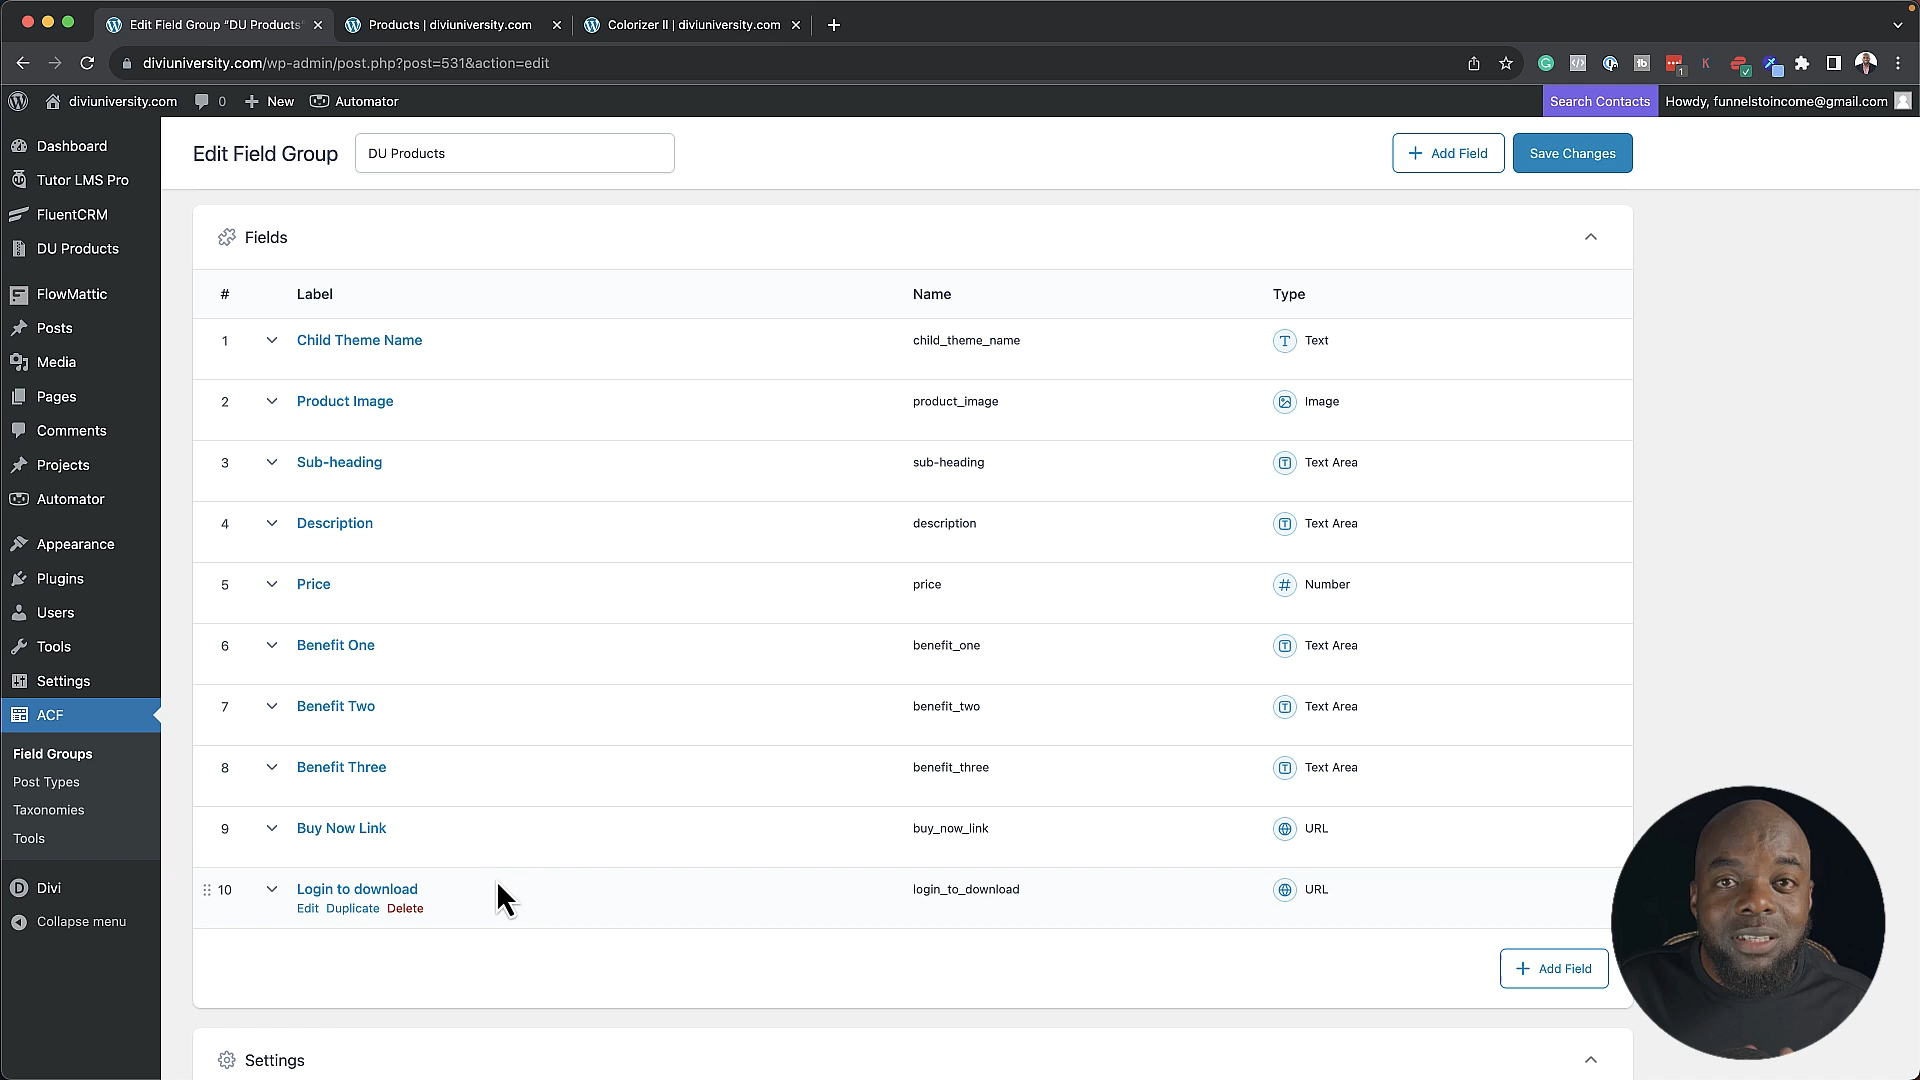 Edit Field Group “DU Products”
Products | diviuniversity.com
Colorizer II | diviuniversity.com
diviuniversity.com/wp-admin/post.php?post=531&action=edit
diviuniversity.com
0
New
Automator
Search Contacts
Howdy, funnelstoincome@gmail.com
Dashboard
Tutor LMS Pro
FluentCRM
DU Products
FlowMattic
Posts
Media
Pages
Comments
Projects
Automator
Appearance
Plugins
Users
Tools
Settings
ACF
Field Groups
Post Types
Taxonomies
Tools
Divi
Collapse menu
Edit Field Group
DU Products
+ Add Field
Save Changes
Fields
# Label Name Type
1 Child Theme Name child_theme_name Text
2 Product Image product_image Image
3 Sub-heading sub-heading Text Area
4 Description description Text Area
5 Price price Number
6 Benefit One benefit_one Text Area
7 Benefit Two benefit_two Text Area
8 Benefit Three benefit_three Text Area
9 Buy Now Link buy_now_link URL
10 Login to download login_to_download URL
Edit Duplicate Delete
+ Add Field
Settings